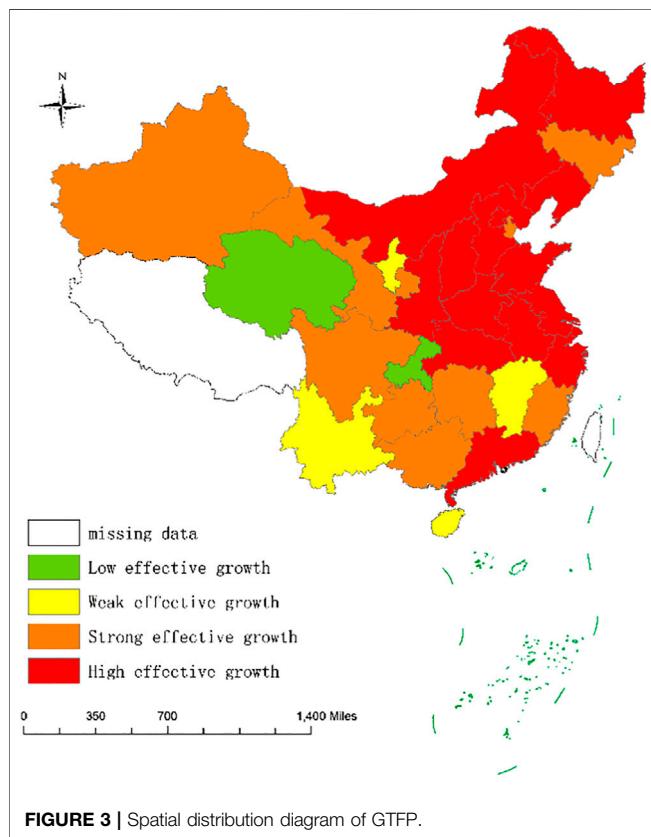 N
missing data
Low effective growth
Weak effective growth
Strong effective growth
High effective growth
0 350 700 1,400 Miles
FIGURE 3 | Spatial distribution diagram of GTFP.